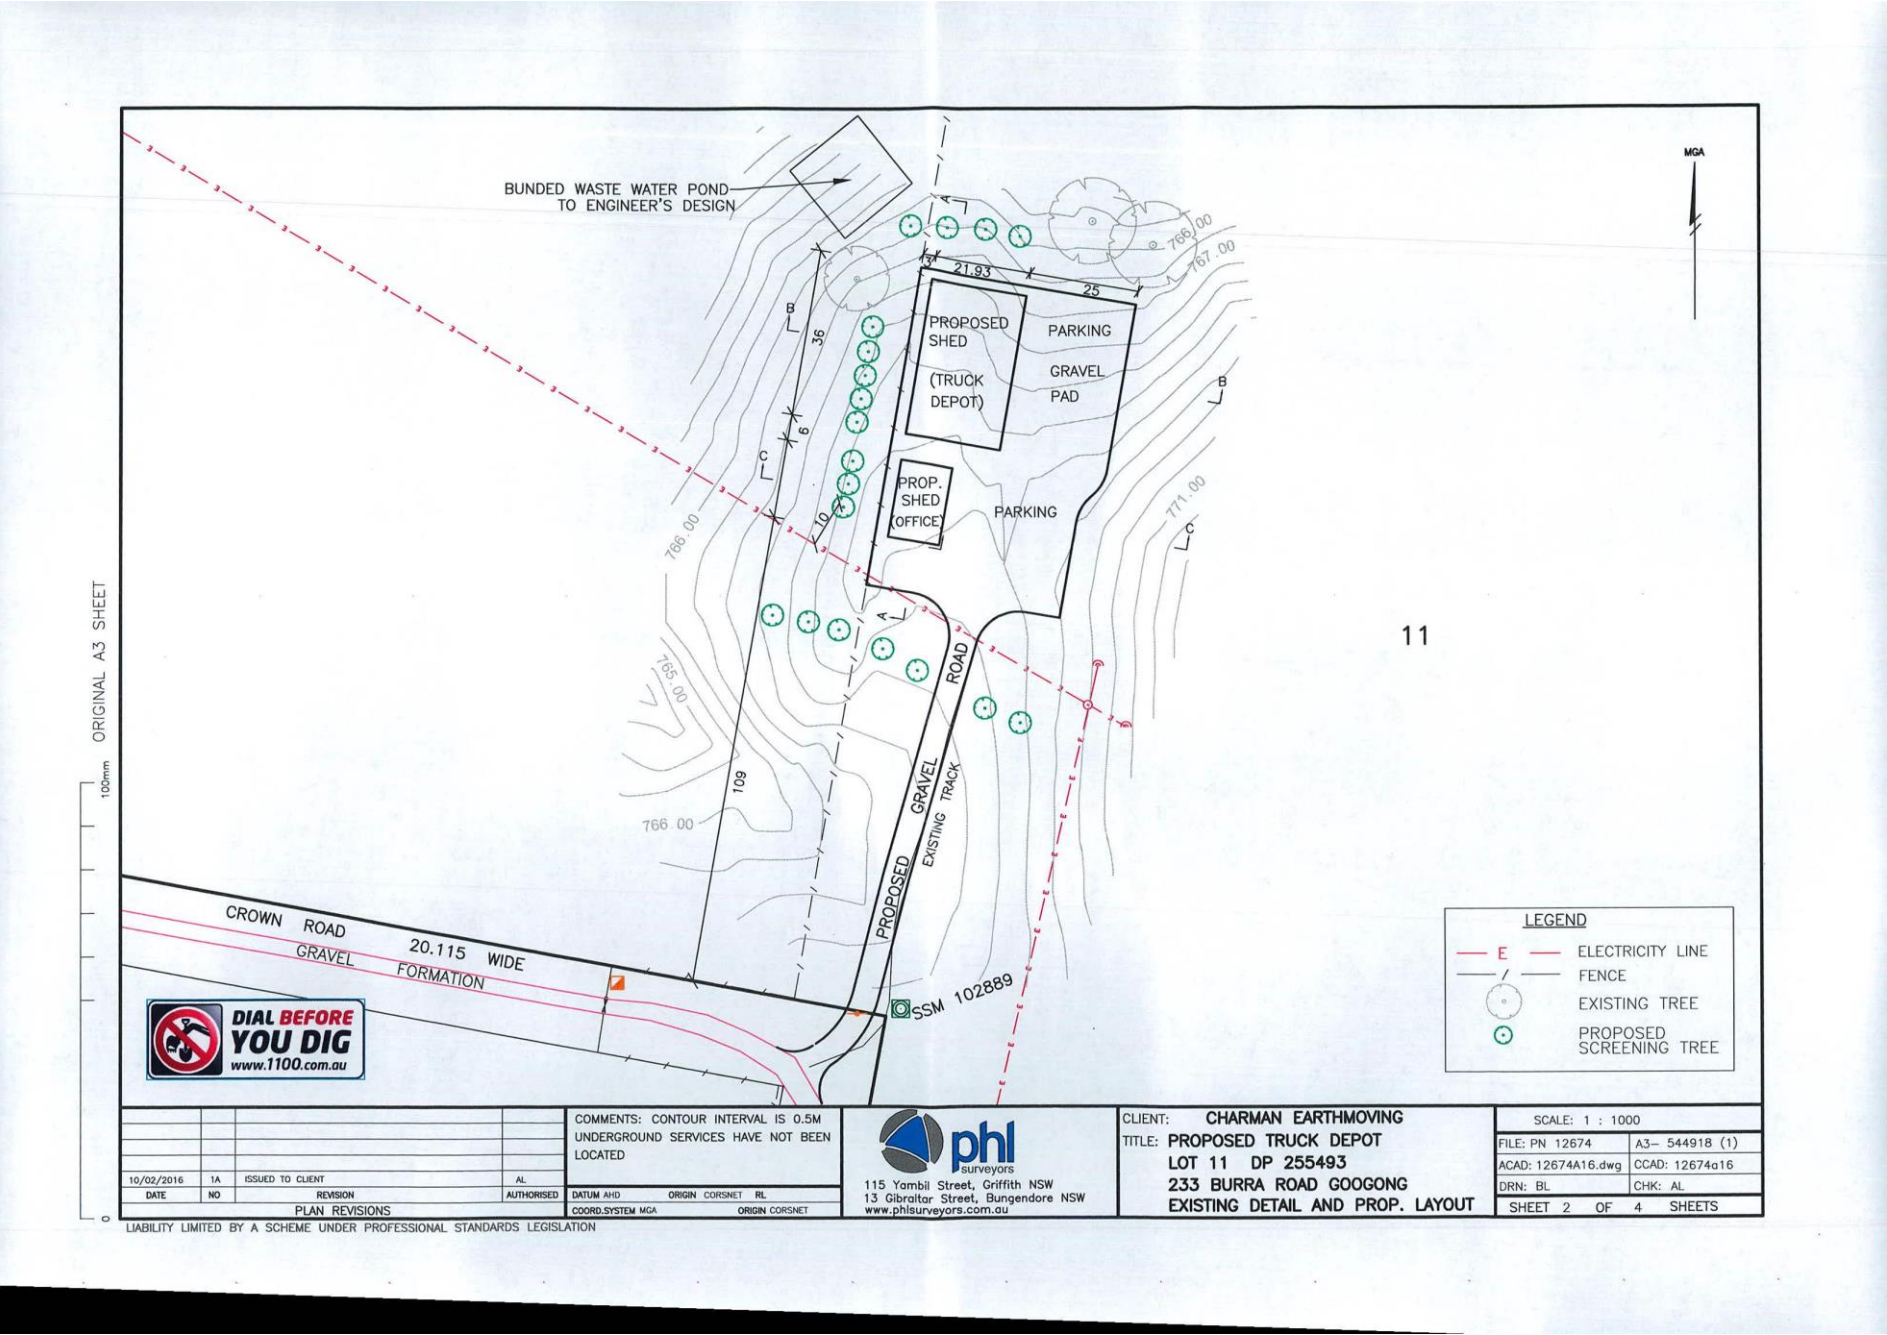 MGA
BUNDED WASTE WATER POND
TO ENGINEER'S DESIGN
A
766.00
767.00
3
21.93
25
B
36
PROPOSED
SHED
(TRUCK
DEPOT)
PARKING
GRAVEL
PAD
B
6
C
10
PROP.
SHED
(OFFICE)
PARKING
771.00
C
766.00
A
11
ROAD
765.00
109
GRAVEL
EXISTING TRACK
766.00
PROPOSED
CROWN ROAD 20.115 WIDE
GRAVEL FORMATION
SSM 102889
ORIGINAL A3 SHEET
100mm
0
DIAL BEFORE
YOU DIG
www.1100.com.au
LEGEND
E ELECTRICITY LINE
FENCE
EXISTING TREE
PROPOSED
SCREENING TREE
10/02/2016 1A ISSUED TO CLIENT AL
DATE NO REVISION AUTHORISED
PLAN REVISIONS
COMMENTS: CONTOUR INTERVAL IS 0.5M
UNDERGROUND SERVICES HAVE NOT BEEN
LOCATED
DATUM AHD ORIGIN CORSNET RL
COORD.SYSTEM MGA ORIGIN CORSNET
phl
surveyors
115 Yambil Street, Griffith NSW
13 Gibraltar Street, Bungendore NSW
www.phlsurveyors.com.au
CLIENT: CHARMAN EARTHMOVING
TITLE: PROPOSED TRUCK DEPOT
LOT 11 DP 255493
233 BURRA ROAD GOOGONG
EXISTING DETAIL AND PROP. LAYOUT
SCALE: 1 : 1000
FILE: PN 12674 A3- 544918 (1)
ACAD: 12674A16.dwg CCAD: 12674a16
DRN: BL CHK: AL
SHEET 2 OF 4 SHEETS
LIABILITY LIMITED BY A SCHEME UNDER PROFESSIONAL STANDARDS LEGISLATION